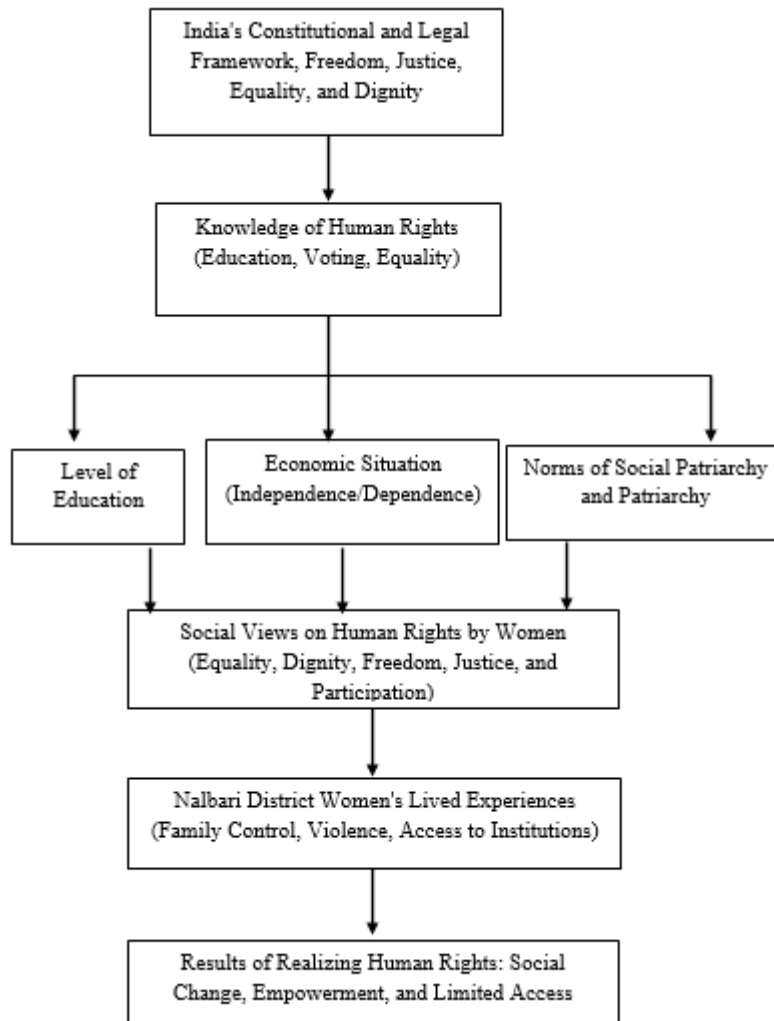 India's Constitutional and Legal
Framework, Freedom, Justice,
Equality, and Dignity
Knowledge of Human Rights
(Education, Voting, Equality)
Level of
Education
Economic Situation
(Independence/Dependence)
Norms of Social Patriarchy
and Patriarchy
Social Views on Human Rights by Women
(Equality, Dignity, Freedom, Justice, and
Participation)
Nalbari District Women's Lived Experiences
(Family Control, Violence, Access to Institutions)
Results of Realizing Human Rights: Social
Change, Empowerment, and Limited Access